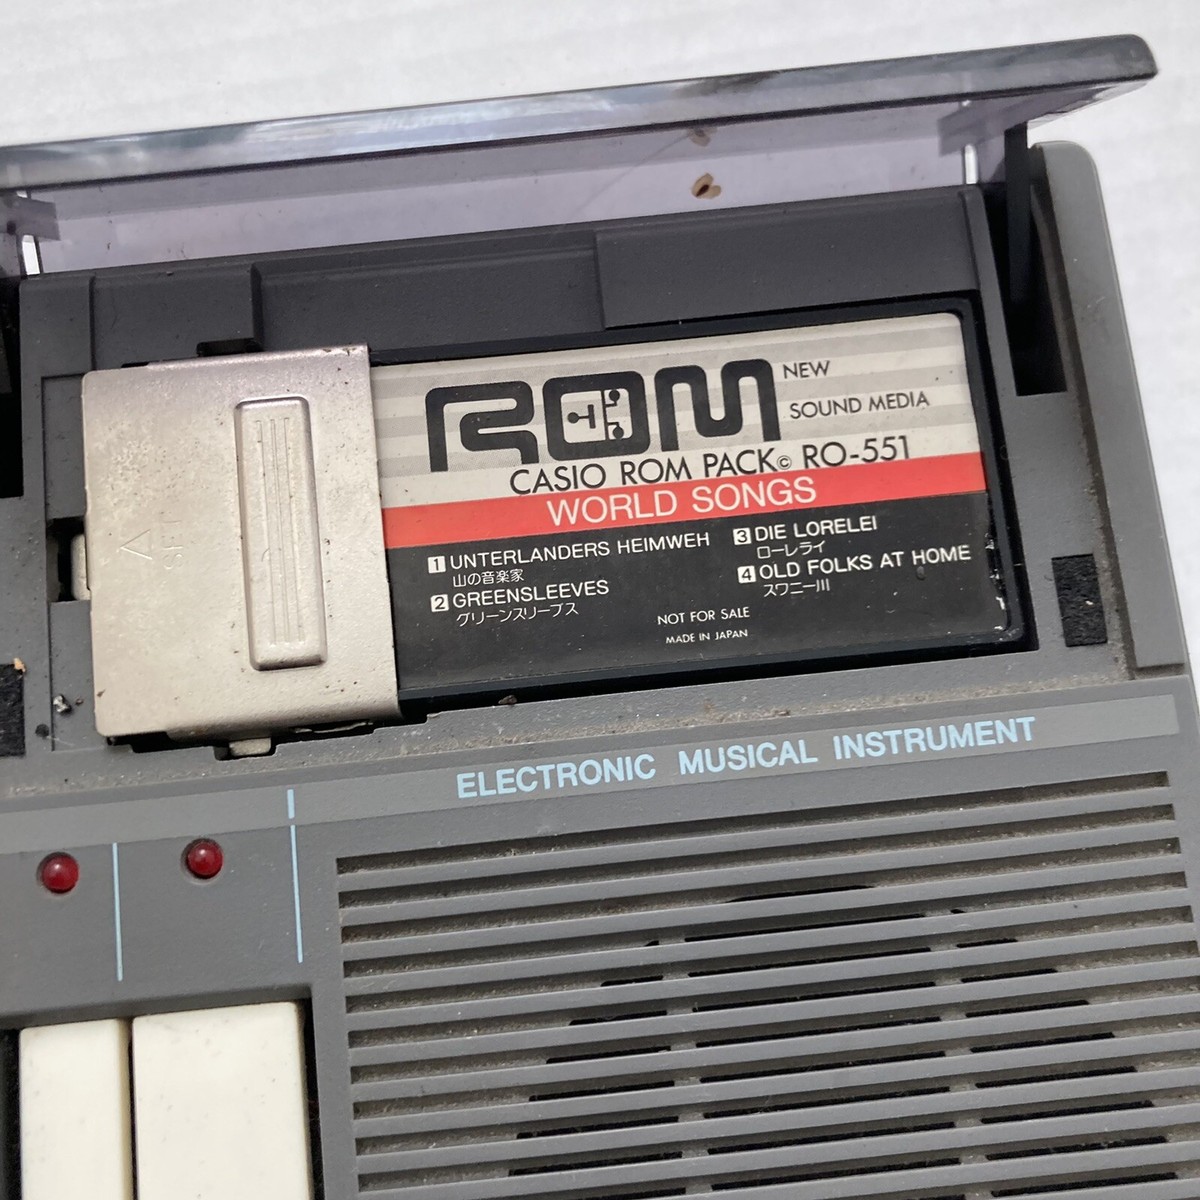 ROM
NEW
SOUND MEDIA
CASIO ROM PACK© RO-551
WORLD SONGS
1 UNTERLANDERS HEIMWEH
山の音楽家
2 GREENSLEEVES
グリーンスリーブス
3 DIE LORELEI
ローレライ
4 OLD FOLKS AT HOME
スワニー川
NOT FOR SALE
MADE IN JAPAN
△
SET
ELECTRONIC MUSICAL INSTRUMENT